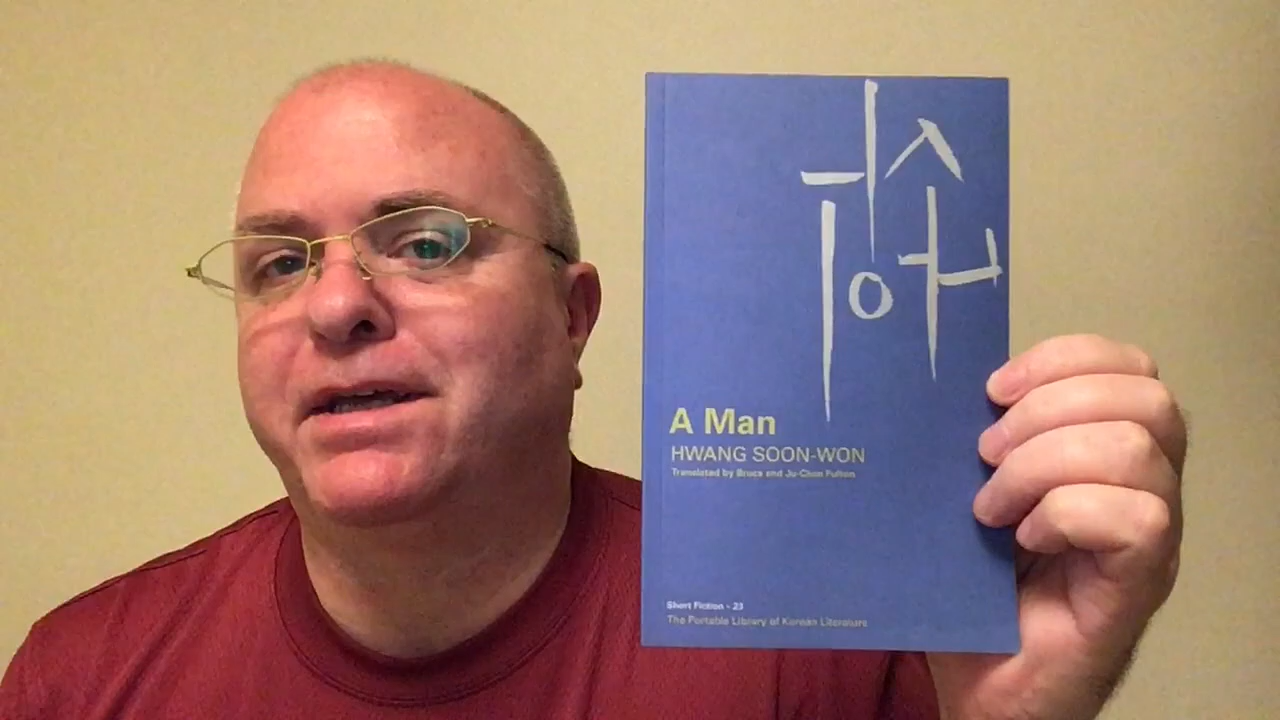 A Man
HWANG SOON-WON
Translated by Bruce and Ju-Chan Fulton
Short Fiction - 23
The Portable Library of Korean Literature